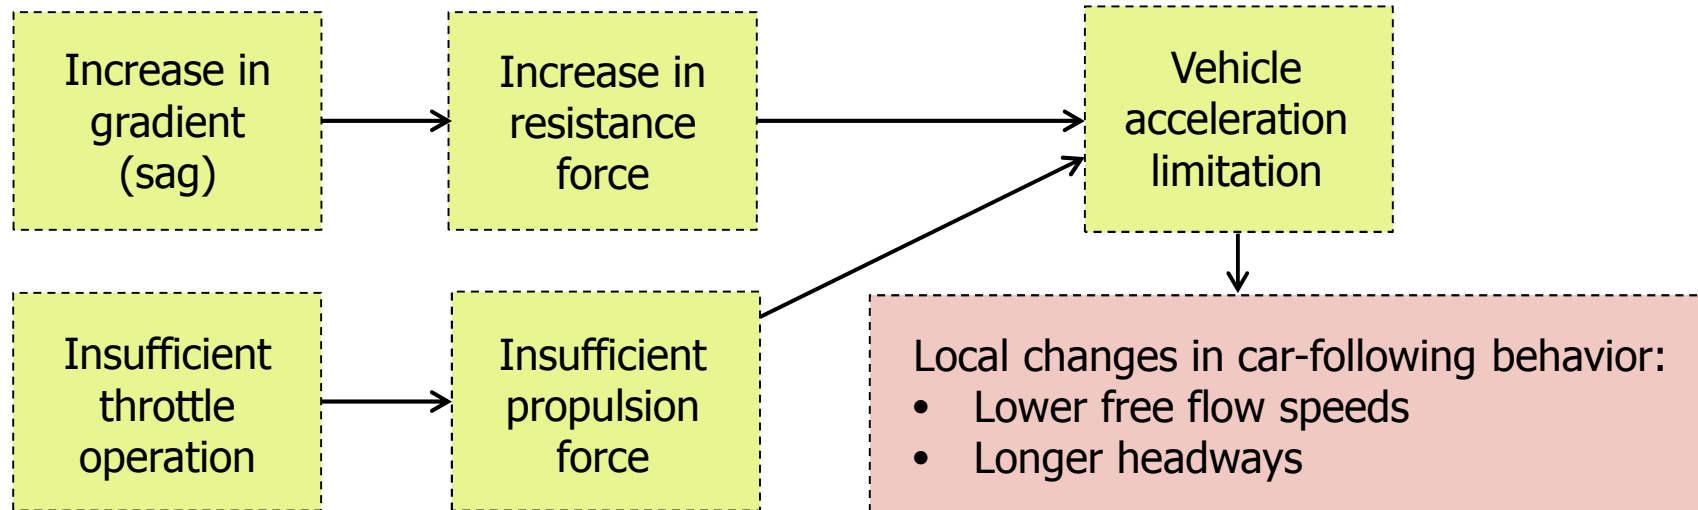 Increase in
gradient
(sag)
Increase in
resistance
force
Vehicle
acceleration
limitation
Insufficient
throttle
operation
Insufficient
propulsion
force
Local changes in car-following behavior:
• Lower free flow speeds
• Longer headways